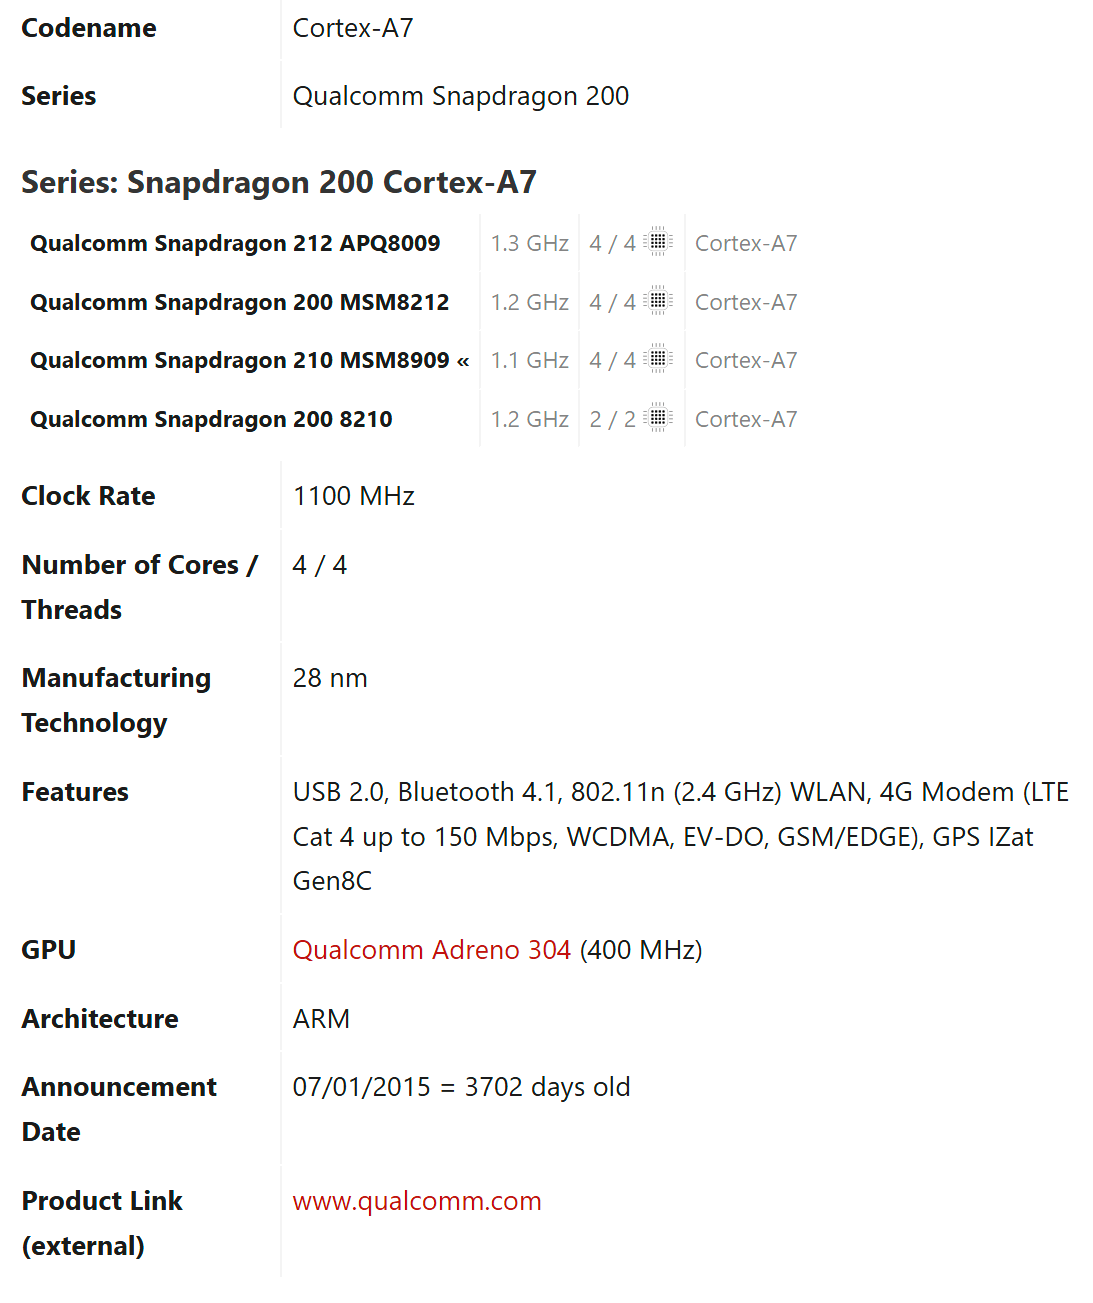 Codename Cortex-A7
Series Qualcomm Snapdragon 200
Series: Snapdragon 200 Cortex-A7
Qualcomm Snapdragon 212 APQ8009 1.3 GHz 4 / 4 Cortex-A7
Qualcomm Snapdragon 200 MSM8212 1.2 GHz 4 / 4 Cortex-A7
Qualcomm Snapdragon 210 MSM8909 « 1.1 GHz 4 / 4 Cortex-A7
Qualcomm Snapdragon 200 8210 1.2 GHz 2 / 2 Cortex-A7
Clock Rate 1100 MHz
Number of Cores / 4 / 4
Threads
Manufacturing 28 nm
Technology
Features USB 2.0, Bluetooth 4.1, 802.11n (2.4 GHz) WLAN, 4G Modem (LTE
Cat 4 up to 150 Mbps, WCDMA, EV-DO, GSM/EDGE), GPS IZat
Gen8C
GPU Qualcomm Adreno 304 (400 MHz)
Architecture ARM
Announcement 07/01/2015 = 3702 days old
Date
Product Link www.qualcomm.com
(external)